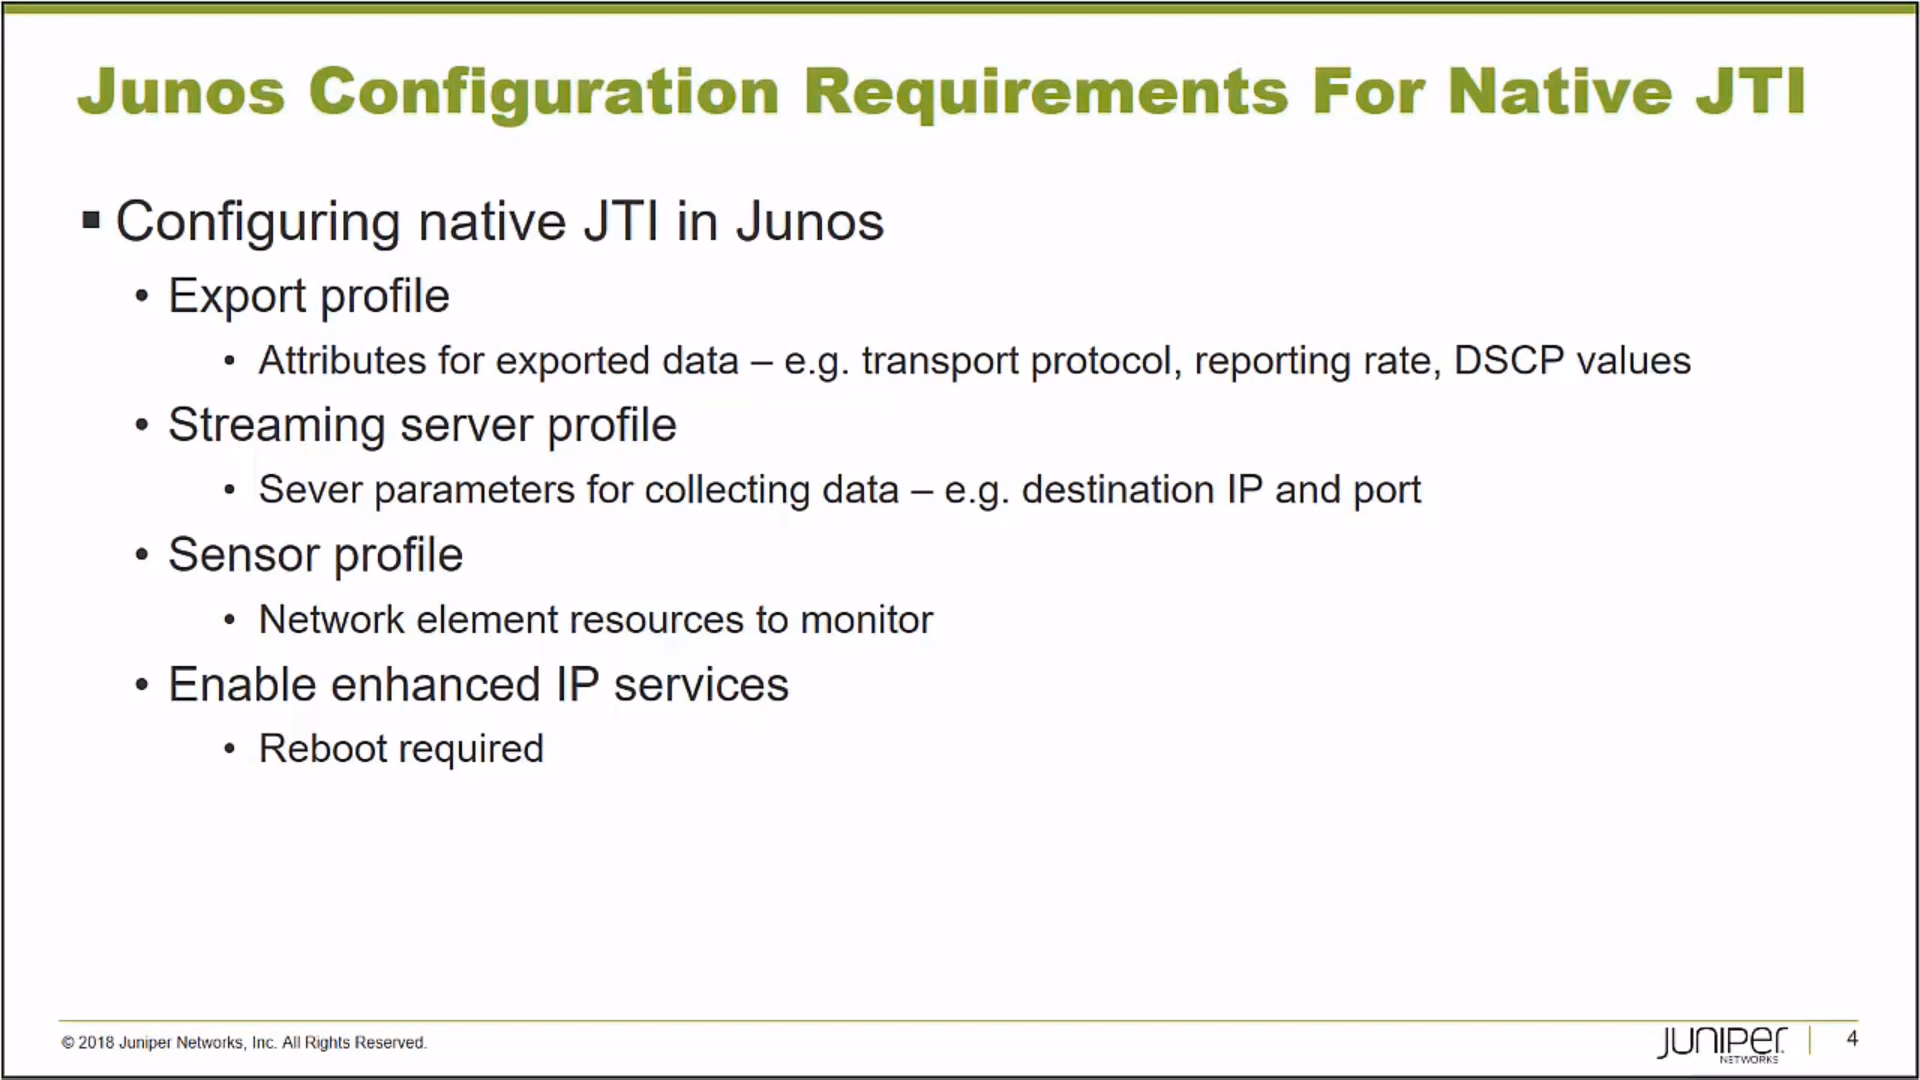 Junos Configuration Requirements For Native JTI
▪ Configuring native JTI in Junos
• Export profile
• Attributes for exported data – e.g. transport protocol, reporting rate, DSCP values
• Streaming server profile
• Sever parameters for collecting data – e.g. destination IP and port
• Sensor profile
• Network element resources to monitor
• Enable enhanced IP services
• Reboot required
© 2018 Juniper Networks, Inc. All Rights Reserved.
JUNIPer
NETWORKS
4